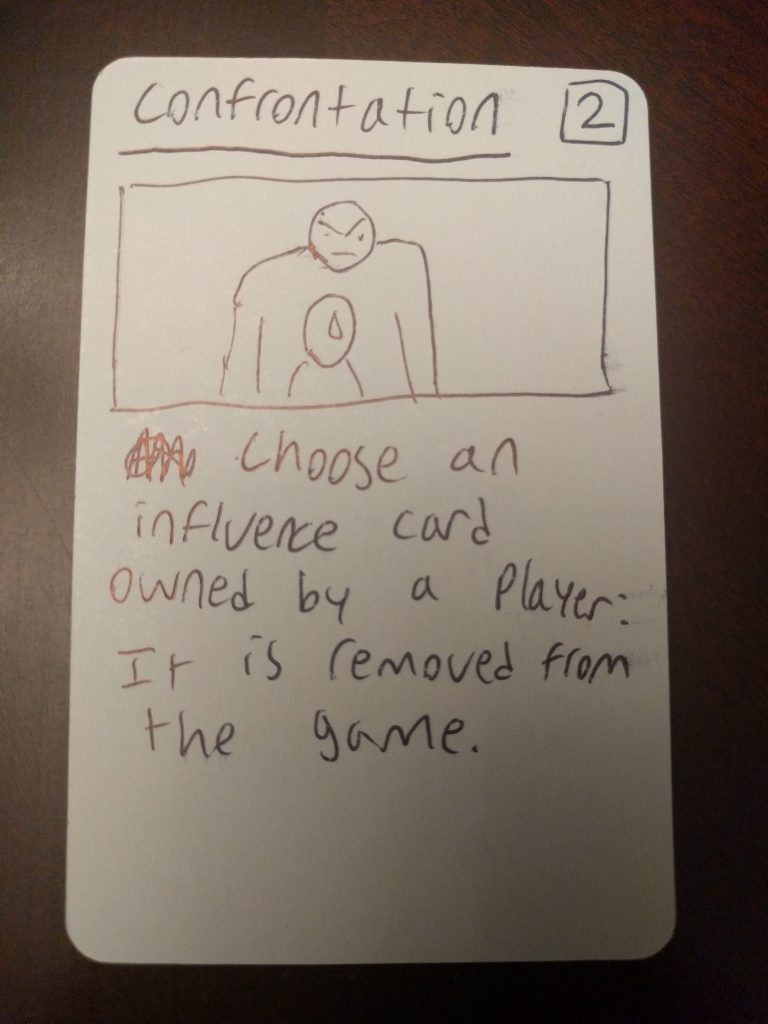 Confrontation 2
Choose an
influence card
owned by a player:
It is removed from
the game.